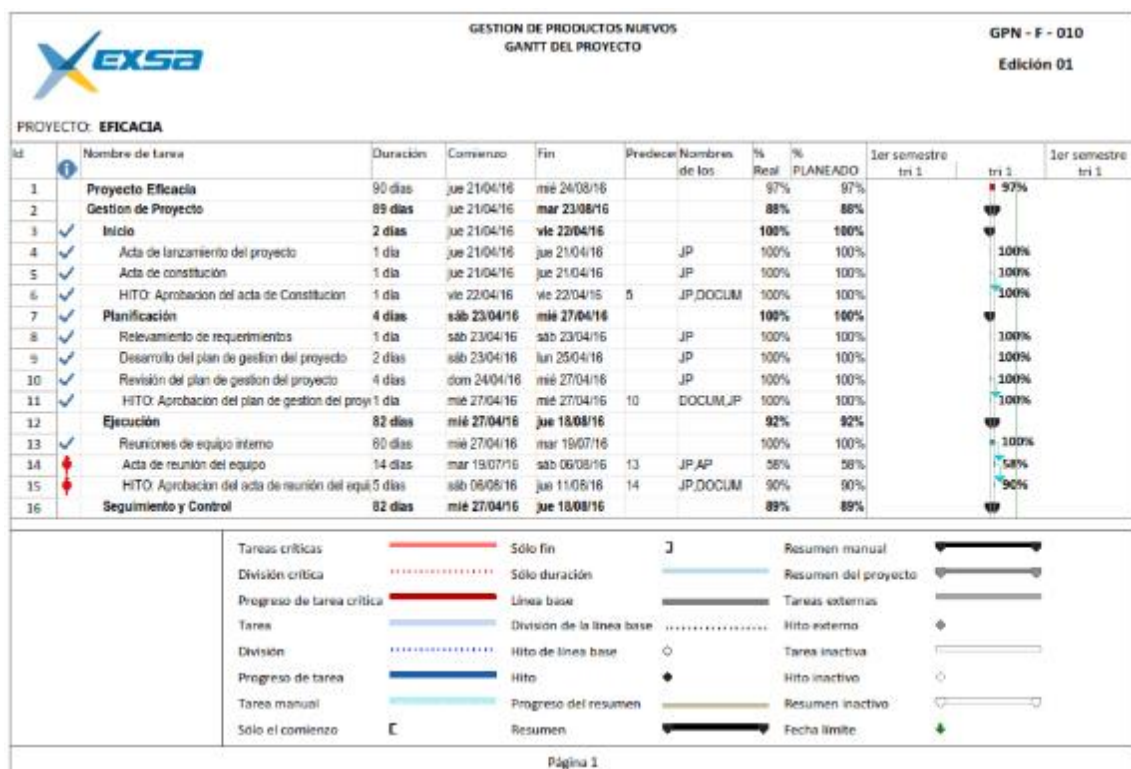 exsa
GESTION DE PRODUCTOS NUEVOS
GANTT DEL PROYECTO
GPN - F - 010
Edición 01
PROYECTO: EFICACIA
Id Nombre de tarea Duración Comienzo Fin Predecer Nombres de los % Real % PLANEADO 1er semestre tri 1 tri 1 1er semestre tri 1
1 Proyecto Eficacia 90 días jue 21/04/16 mié 24/08/16 97% 97% 97%
2 Gestion de Proyecto 89 días jue 21/04/16 mar 23/08/16 88% 88%
3 Inicio 2 días jue 21/04/16 vie 22/04/16 100% 100%
4 Acta de lanzamiento del proyecto 1 día jue 21/04/16 jue 21/04/16 JP 100% 100% 100%
5 Acta de constitución 1 día jue 21/04/16 jue 21/04/16 JP 100% 100% 100%
6 HITO: Aprobacion del acta de Constitucion 1 día vie 22/04/16 vie 22/04/16 5 JP,DOCUM 100% 100% 100%
7 Planificación 4 días sáb 23/04/16 mié 27/04/16 100% 100%
8 Relevamiento de requerimientos 1 día sáb 23/04/16 sáb 23/04/16 JP 100% 100% 100%
9 Desarrollo del plan de gestion del proyecto 2 días sáb 23/04/16 lun 25/04/16 JP 100% 100% 100%
10 Revisión del plan de gestion del proyecto 4 días dom 24/04/16 mié 27/04/16 JP 100% 100% 100%
11 HITO: Aprobacion del plan de gestion del proye 1 día mié 27/04/16 mié 27/04/16 10 DOCUM,JP 100% 100% 100%
12 Ejecución 82 días mié 27/04/16 jue 18/08/16 92% 92%
13 Reuniones de equipo interno 60 días mié 27/04/16 mar 19/07/16 100% 100% 100%
14 Acta de reunión del equipo 14 días mar 19/07/16 sáb 06/08/16 13 JP,AP 58% 58% 58%
15 HITO: Aprobacion del acta de reunión del equi 5 días sáb 06/08/16 jue 11/08/16 14 JP,DOCUM 90% 90% 90%
16 Seguimiento y Control 82 días mié 27/04/16 jue 18/08/16 89% 89%
Tareas críticas Sólo fin Resumen manual
División crítica Sólo duración Resumen del proyecto
Progreso de tarea crítica Línea base Tareas externas
Tarea División de la línea base Hito externo
División Hito de línea base Tarea inactiva
Progreso de tarea Hito Hito inactivo
Tarea manual Progreso del resumen Resumen inactivo
Sólo el comienzo Resumen Fecha límite
Página 1